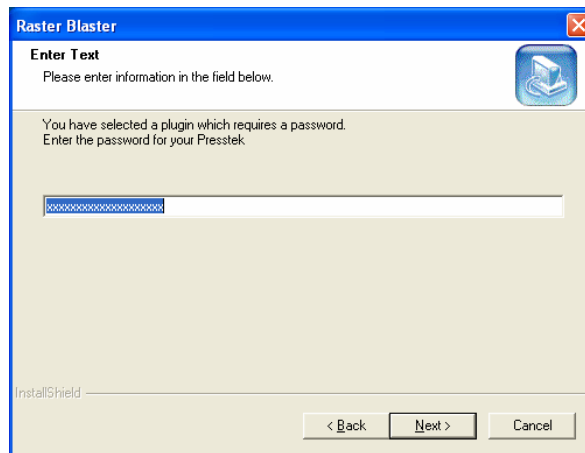 Raster Blaster
Enter Text
Please enter information in the field below.
You have selected a plugin which requires a password.
Enter the password for your Presstek
xxxxxxxxxxxxxxxxxxxx
InstallShield
< Back
Next >
Cancel